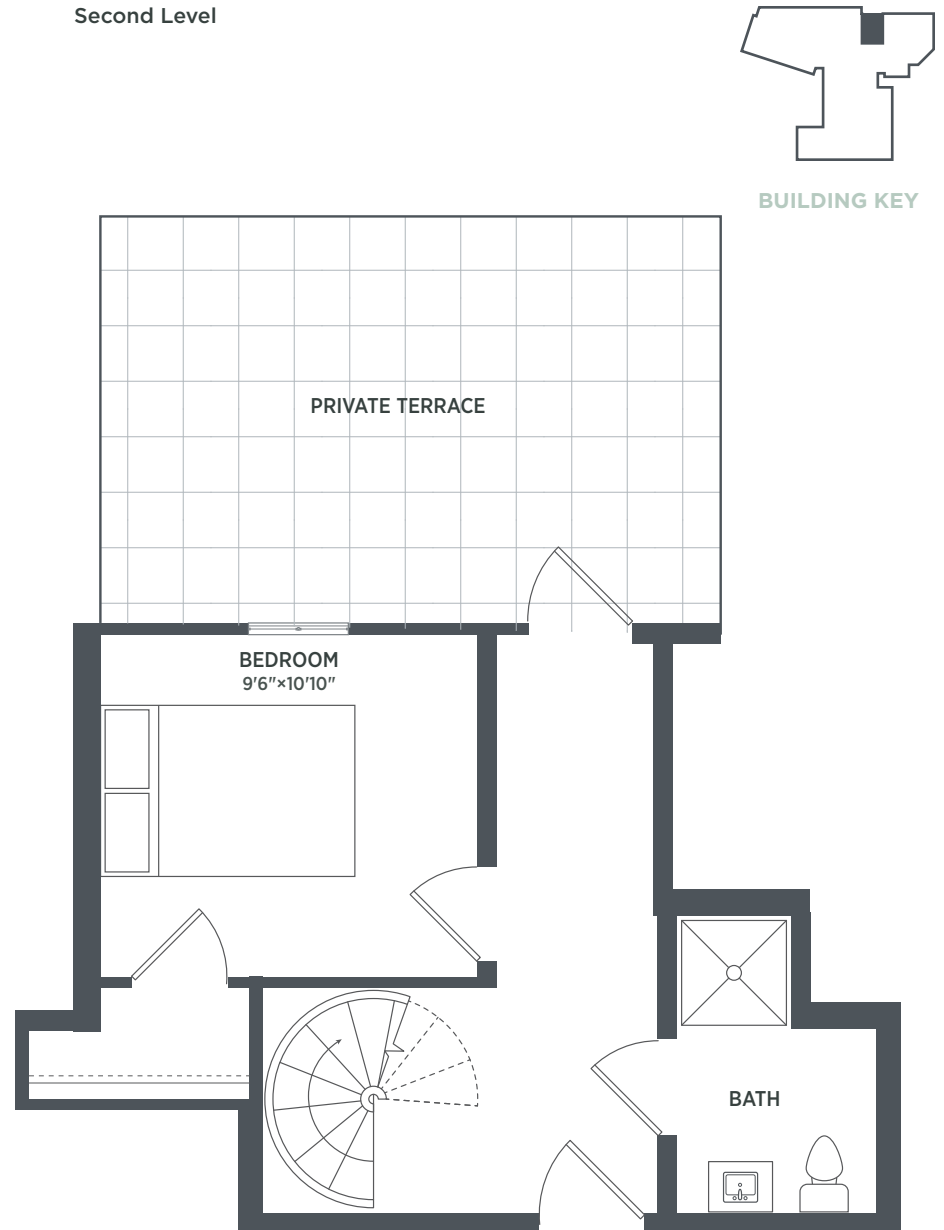 Second Level
BUILDING KEY
PRIVATE TERRACE
BEDROOM
9'6"×10'10"
BATH